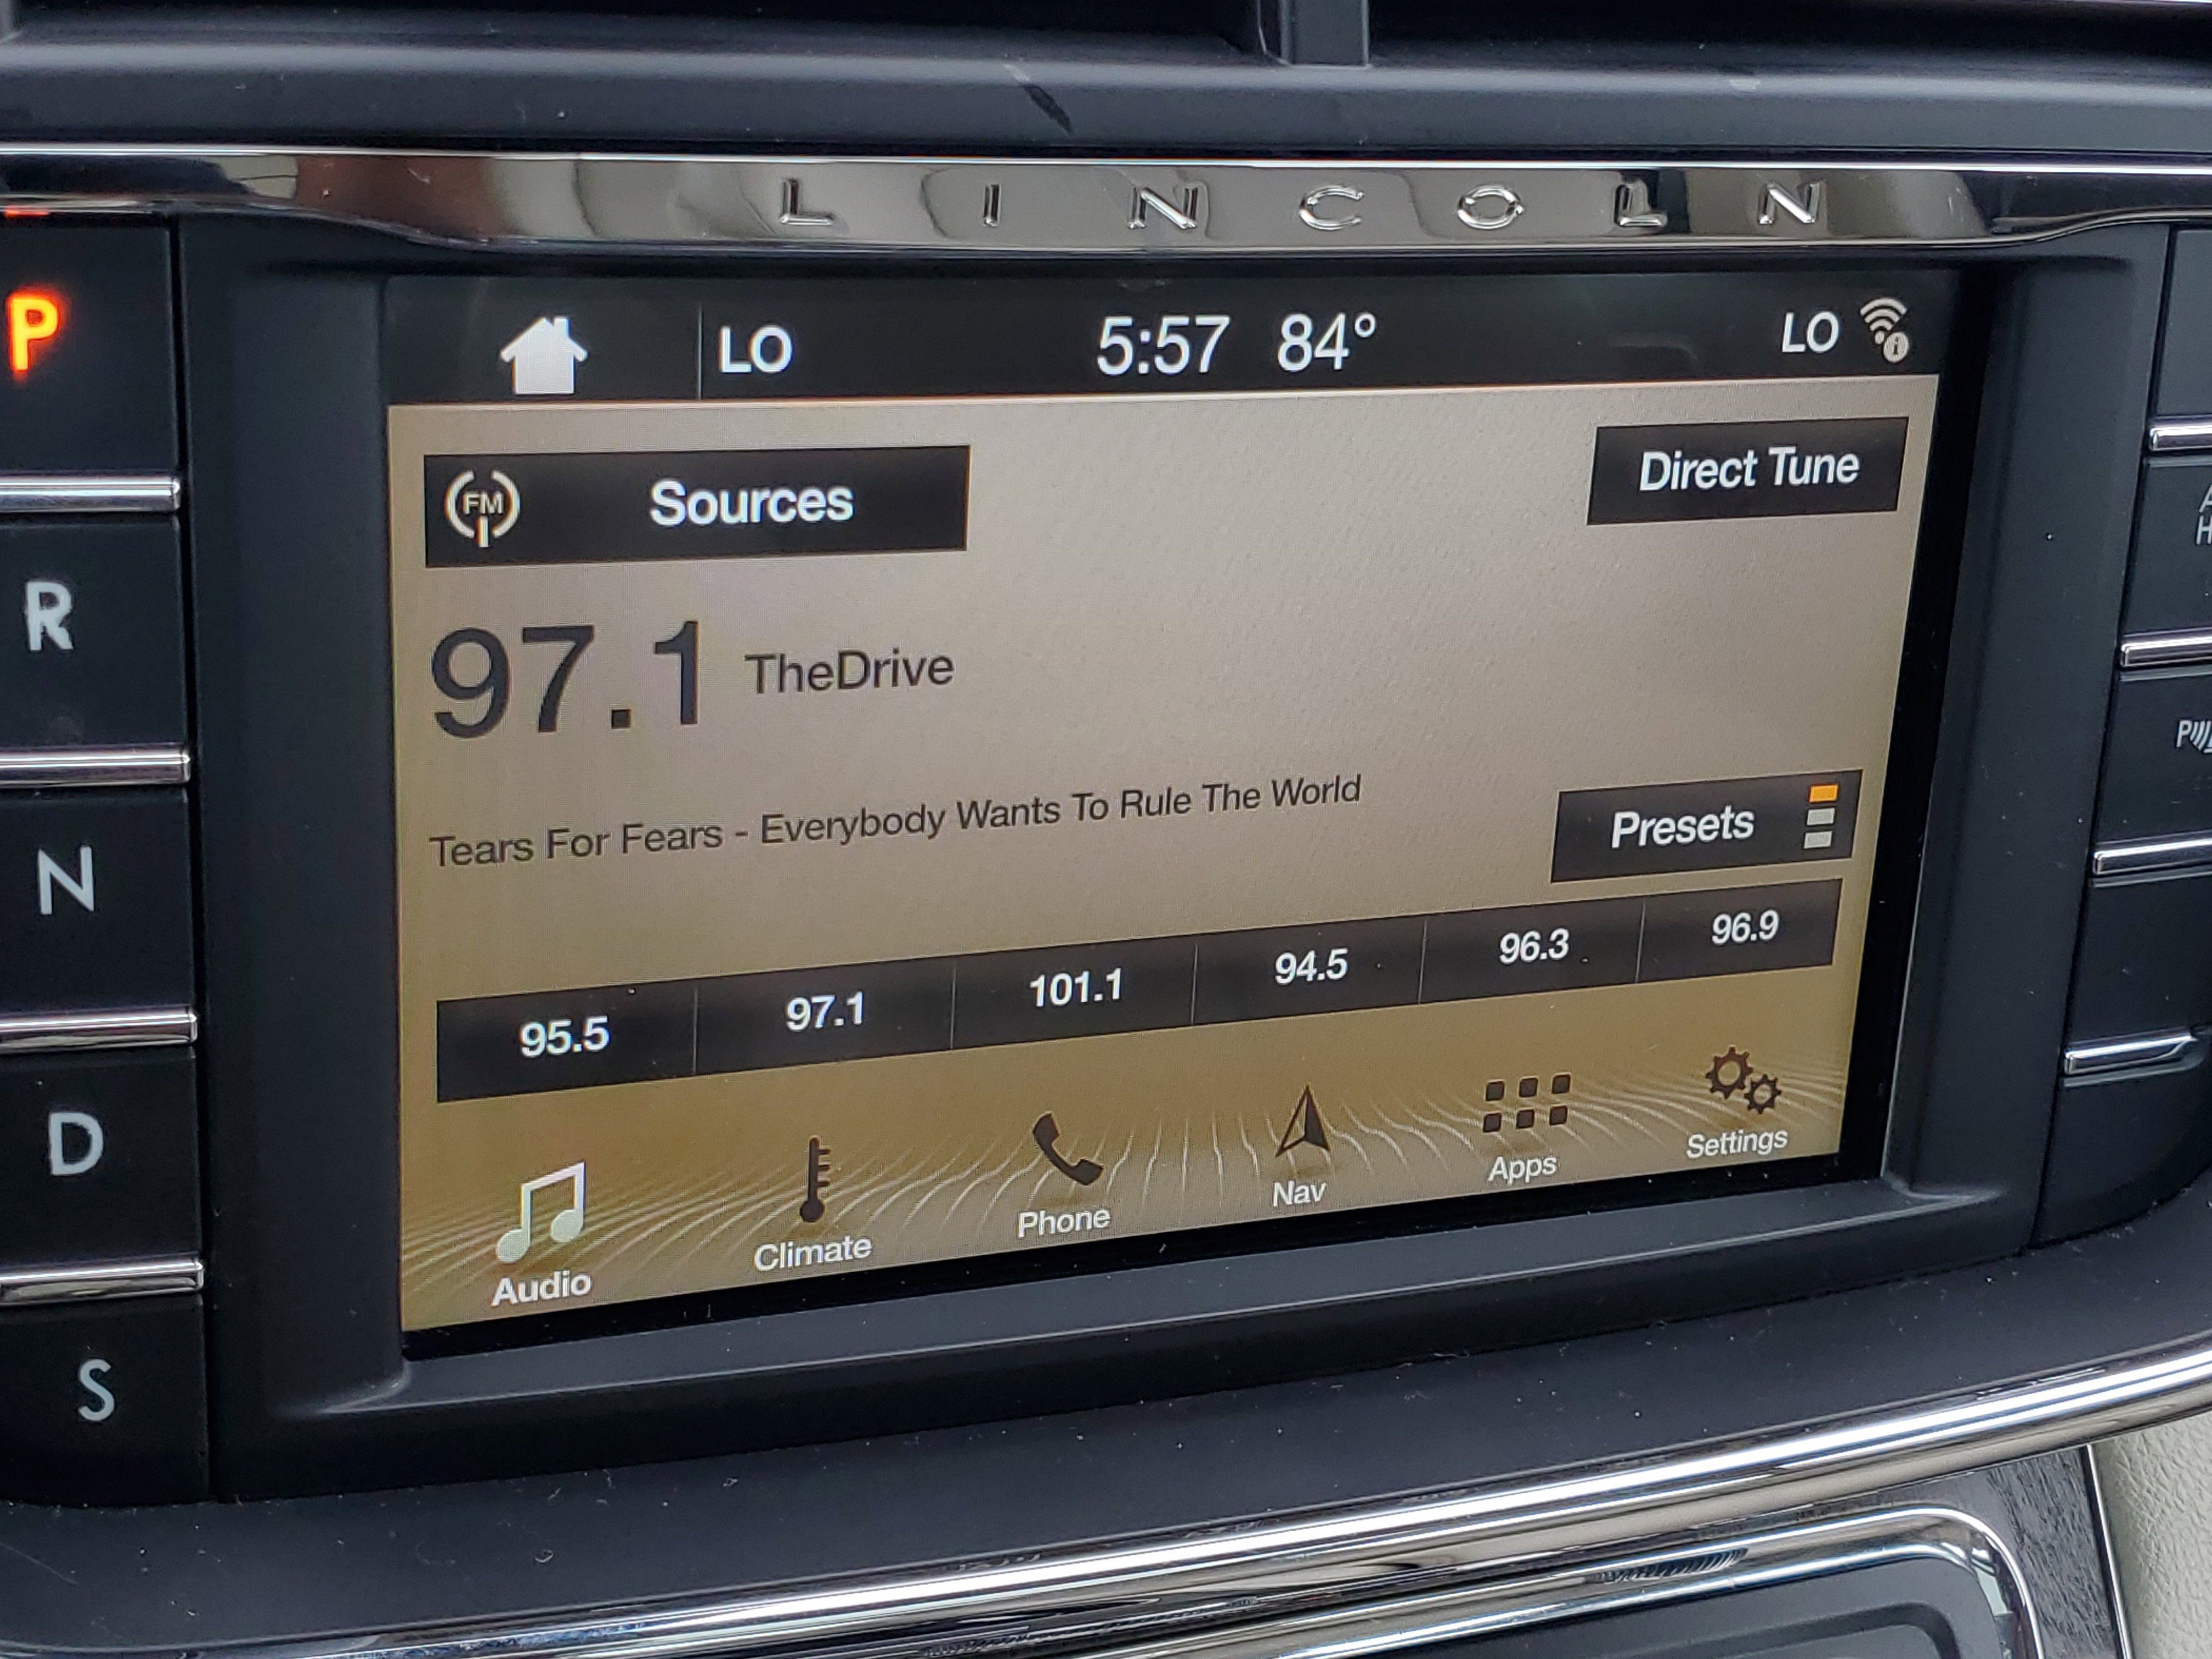 LINCOLN
P
LO 5:57 84° LO
FM Sources
Direct Tune
R
97.1 TheDrive
Tears For Fears - Everybody Wants To Rule The World
Presets
N
95.5 97.1 101.1 94.5 96.3 96.9
D
Audio Climate Phone Nav Apps Settings
S